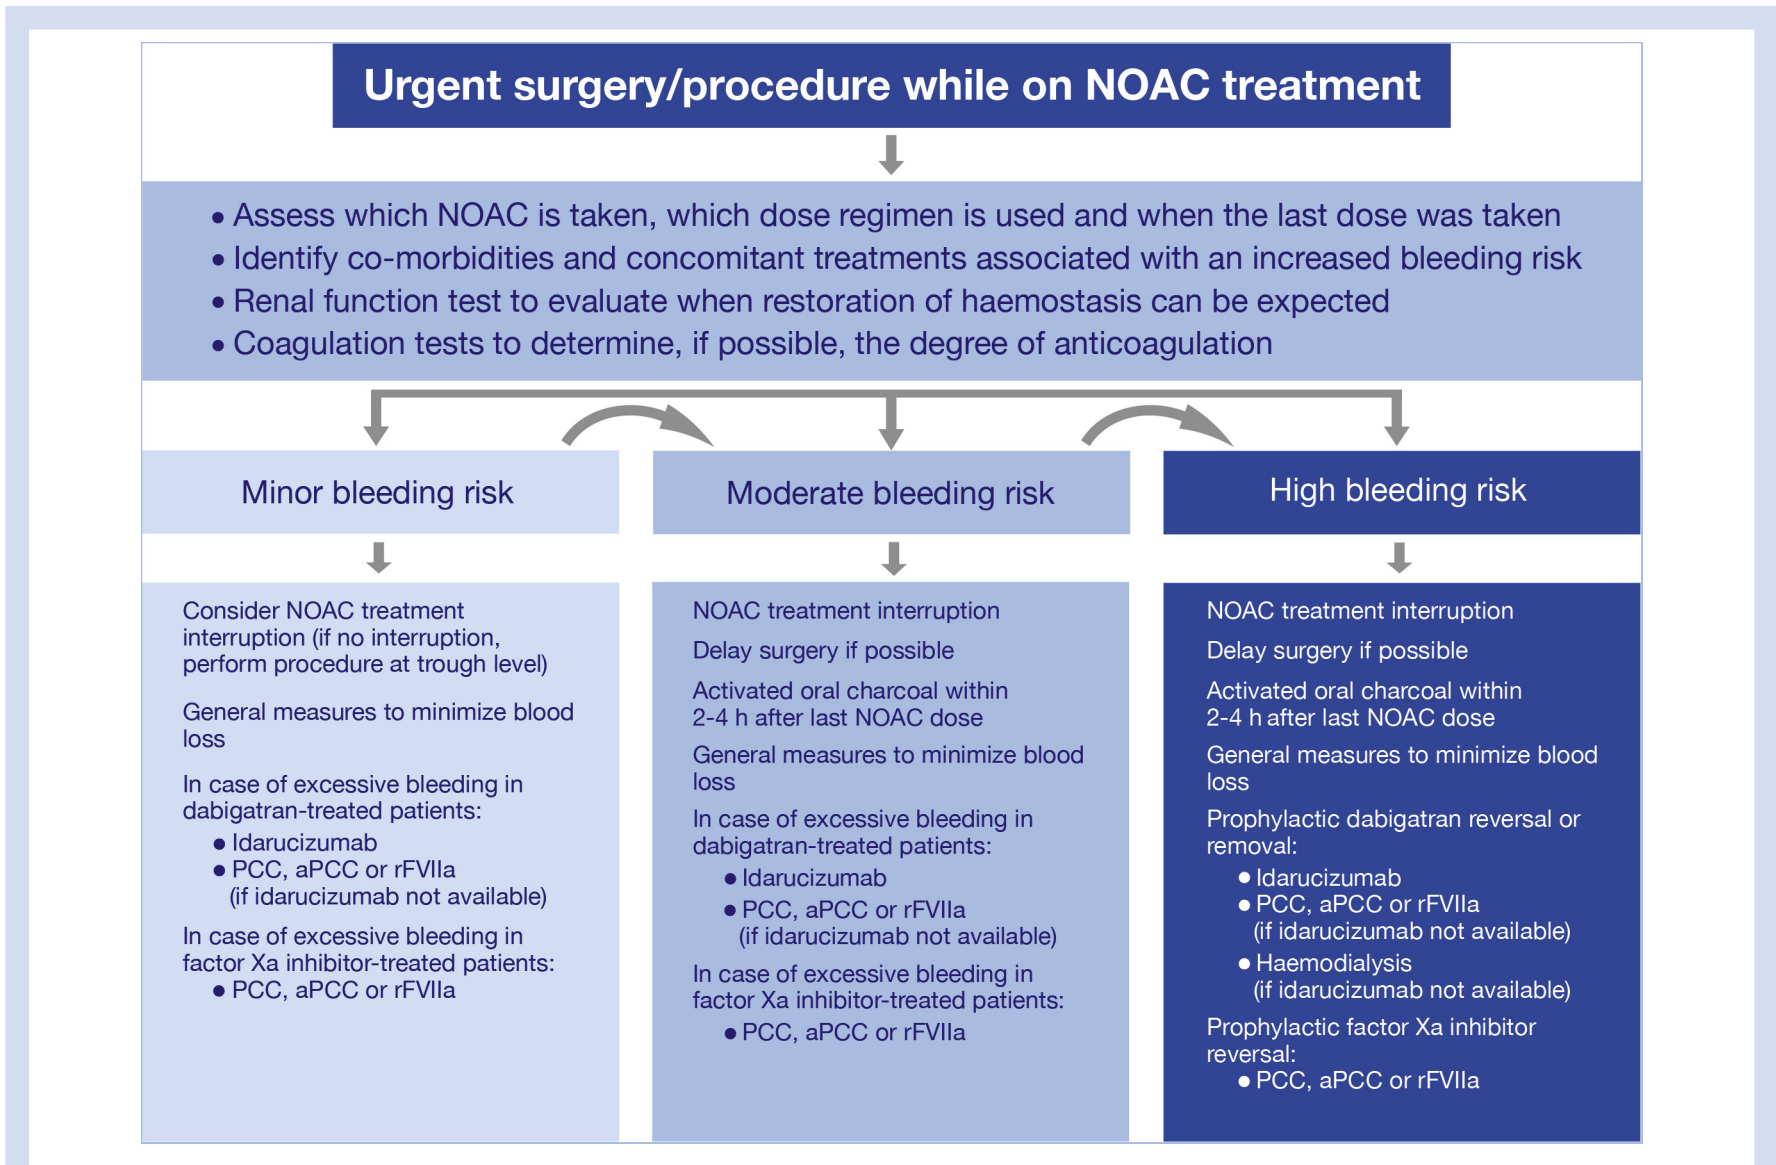 Urgent surgery/procedure while on NOAC treatment
• Assess which NOAC is taken, which dose regimen is used and when the last dose was taken
• Identify co-morbidities and concomitant treatments associated with an increased bleeding risk
• Renal function test to evaluate when restoration of haemostasis can be expected
• Coagulation tests to determine, if possible, the degree of anticoagulation
Minor bleeding risk
Consider NOAC treatment
interruption (if no interruption,
perform procedure at trough level)
General measures to minimize blood
loss
In case of excessive bleeding in
dabigatran-treated patients:
• Idarucizumab
• PCC, aPCC or rFVIIa
(if idarucizumab not available)
In case of excessive bleeding in
factor Xa inhibitor-treated patients:
• PCC, aPCC or rFVIIa
Moderate bleeding risk
NOAC treatment interruption
Delay surgery if possible
Activated oral charcoal within
2-4 h after last NOAC dose
General measures to minimize blood
loss
In case of excessive bleeding in
dabigatran-treated patients:
• Idarucizumab
• PCC, aPCC or rFVIIa
(if idarucizumab not available)
In case of excessive bleeding in
factor Xa inhibitor-treated patients:
• PCC, aPCC or rFVIIa
High bleeding risk
NOAC treatment interruption
Delay surgery if possible
Activated oral charcoal within
2-4 h after last NOAC dose
General measures to minimize blood
loss
Prophylactic dabigatran reversal or
removal:
• Idarucizumab
• PCC, aPCC or rFVIIa
(if idarucizumab not available)
• Haemodialysis
(if idarucizumab not available)
Prophylactic factor Xa inhibitor
reversal:
• PCC, aPCC or rFVIIa